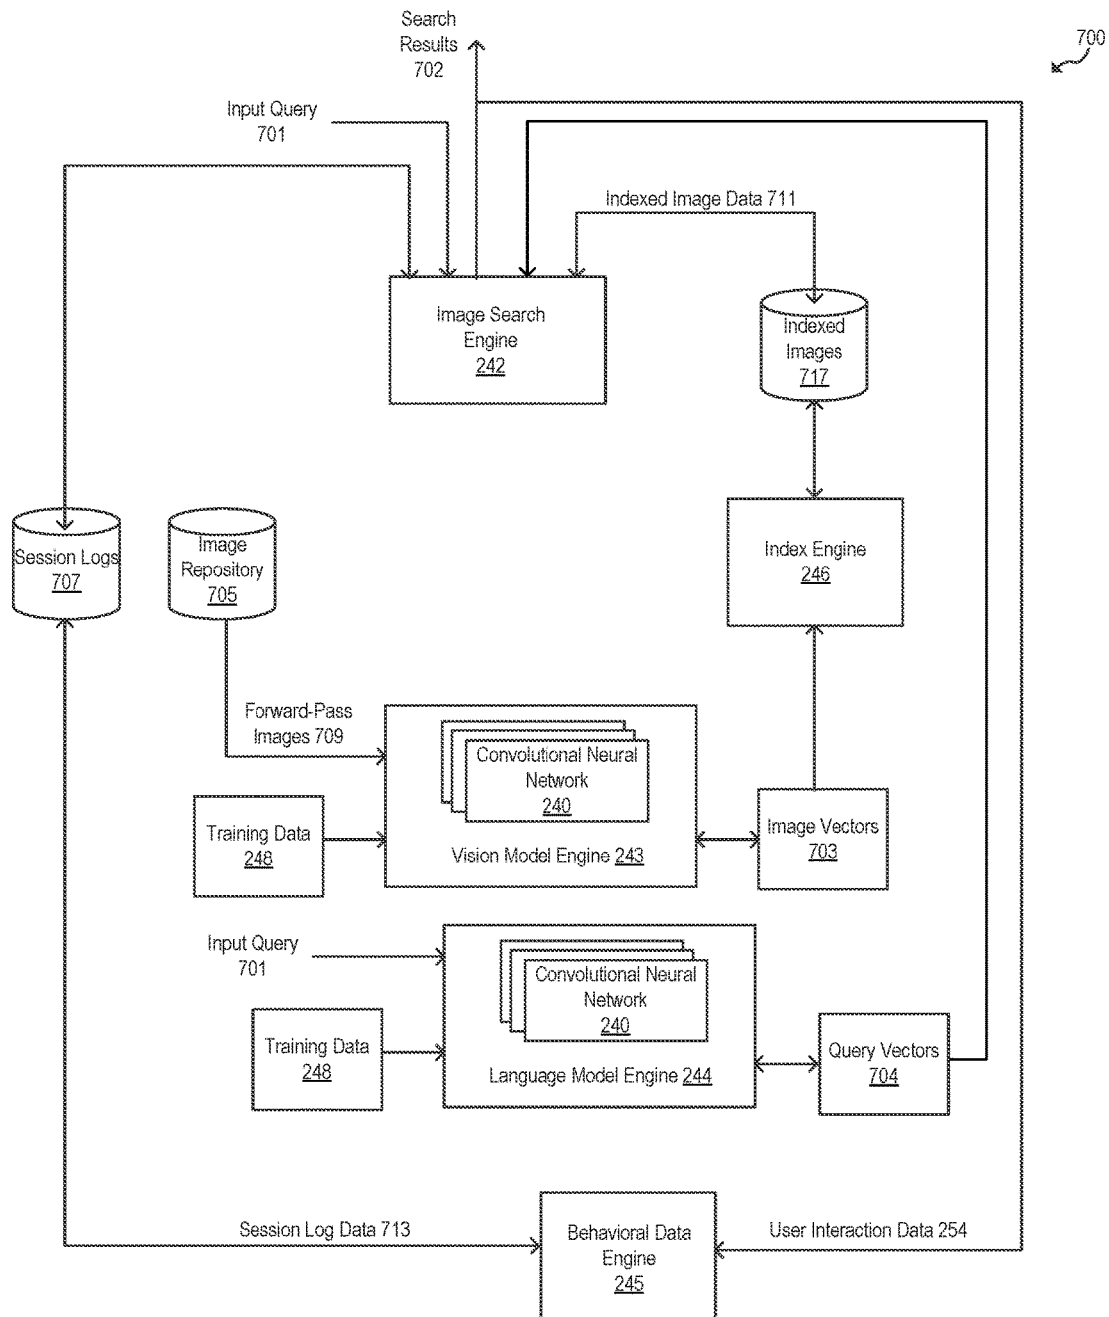 Search
Results
702
700
Input Query
701
Indexed Image Data 711
Image Search
Engine
242
Indexed
Images
717
Session Logs
707
Image
Repository
705
Index Engine
246
Forward-Pass
Images 709
Convolutional Neural
Network
240
Training Data
248
Vision Model Engine 243
Image Vectors
703
Input Query
701
Convolutional Neural
Network
240
Training Data
248
Language Model Engine 244
Query Vectors
704
Session Log Data 713
Behavioral Data
Engine
245
User Interaction Data 254